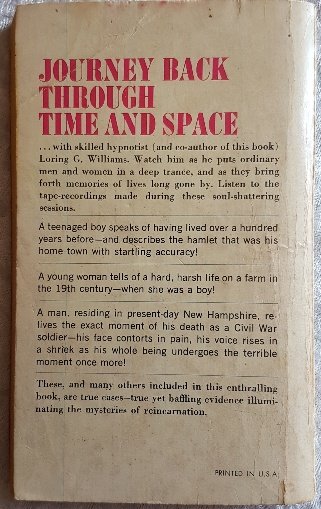 JOURNEY BACK
THROUGH
TIME AND SPACE
...with skilled hypnotist (and co-author of this book)
Loring G. Williams. Watch him as he puts ordinary
men and women in a deep trance, and as they bring
forth memories of lives long gone by. Listen to the
tape-recordings made during these soul-shattering
sessions.
A teenaged boy speaks of having lived over a hundred
years before—and describes the hamlet that was his
home town with startling accuracy!
A young woman tells of a hard, harsh life on a farm in
the 19th century—when she was a boy!
A man, residing in present-day New Hampshire, re-
lives the exact moment of his death as a Civil War
soldier—his face contorts in pain, his voice rises in
a shriek as his whole being undergoes the terrible
moment once more!
These, and many others included in this enthralling
book, are true cases—true yet baffling evidence illumi-
nating the mysteries of reincarnation.
PRINTED IN U.S.A.